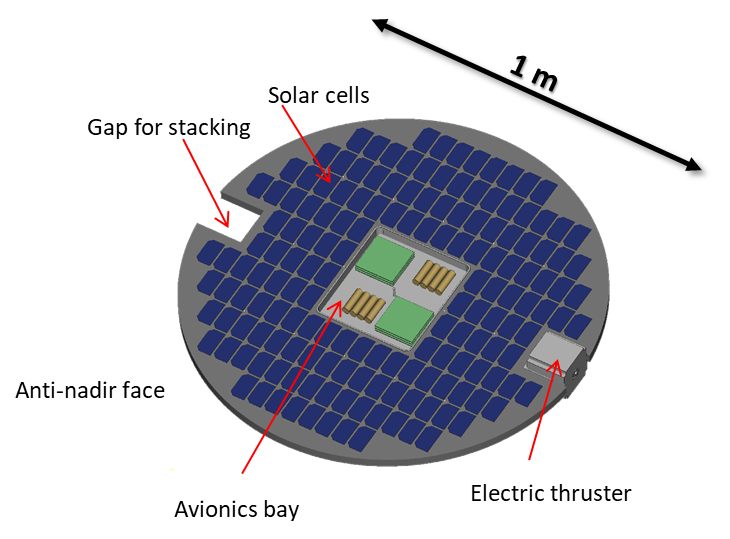 1 m
Solar cells
Gap for stacking
Anti-nadir face
Electric thruster
Avionics bay